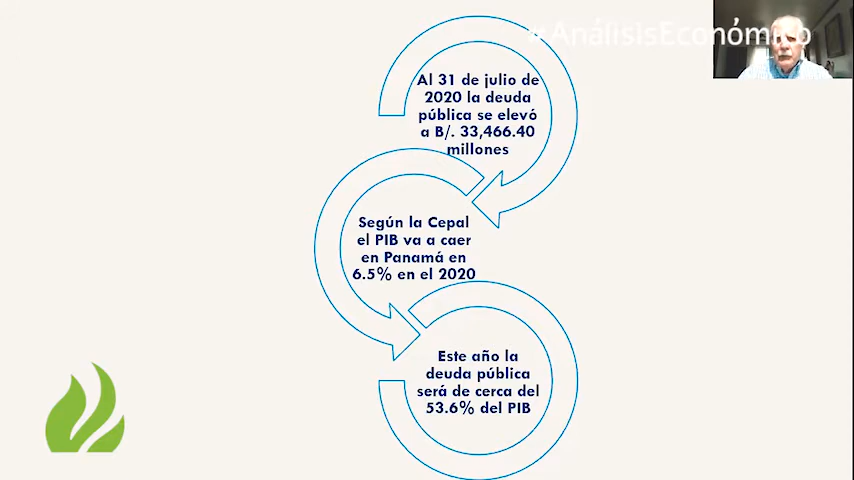 #AnálisisEconómico
Al 31 de julio de
2020 la deuda
pública se elevó
a B/. 33,466.40
millones
Según la Cepal
el PIB va a caer
en Panamá en
6.5% en el 2020
Este año la
deuda pública
será de cerca del
53.6% del PIB